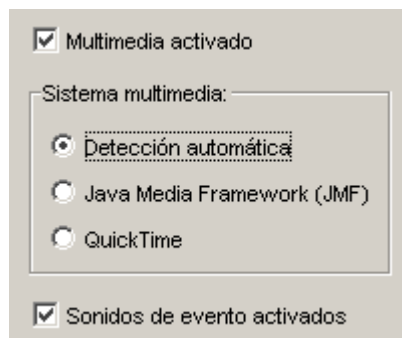 Multimedia activado
Sistema multimedia:
Detección automática
Java Media Framework (JMF)
QuickTime
Sonidos de evento activados